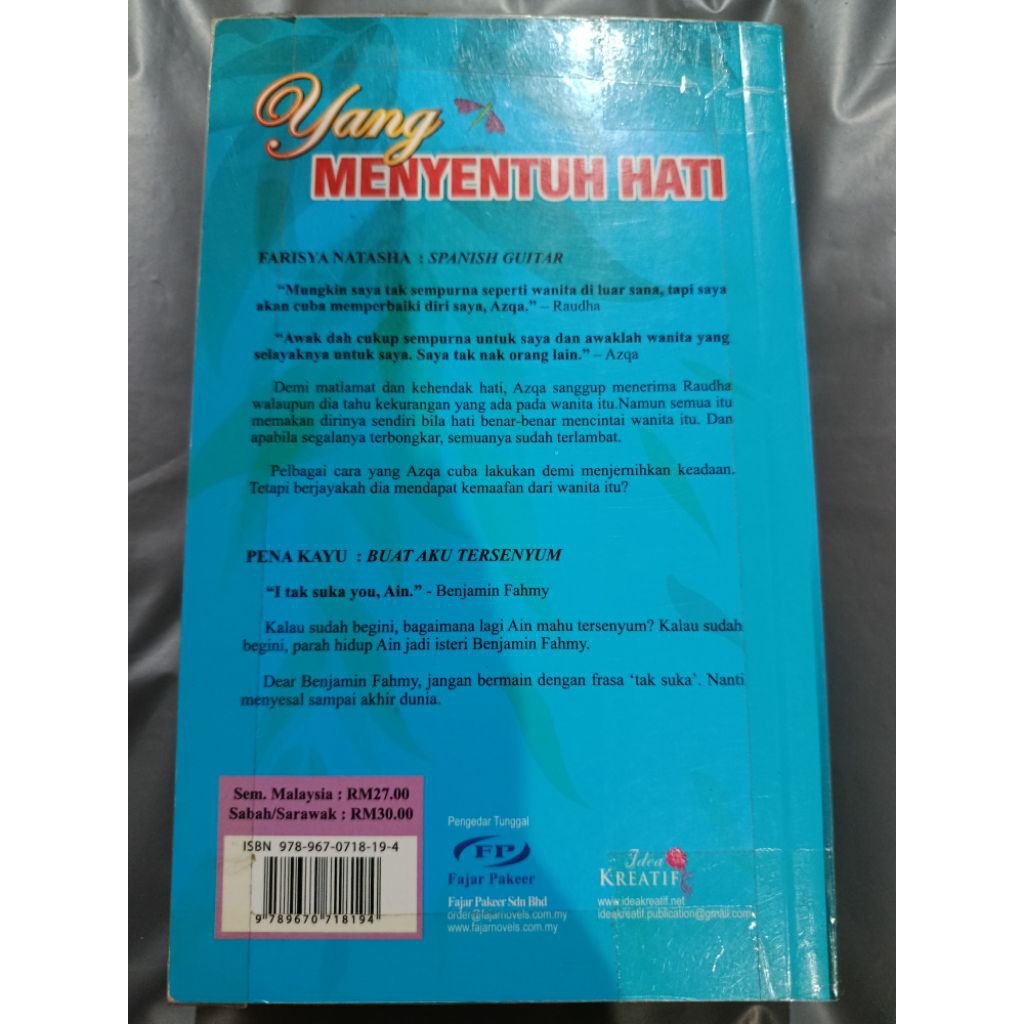 Yang
MENYENTUH HATI
FARISYA NATASHA : SPANISH GUITAR
“Mungkin saya tak sempurna seperti wanita di luar sana, tapi saya
akan cuba memperbaiki diri saya, Azqa.” – Raudha
“Awak dah cukup sempurna untuk saya dan awaklah wanita yang
selayaknya untuk saya. Saya tak nak orang lain.” – Azqa
Demi matlamat dan kehendak hati, Azqa sanggup menerima Raudha
walaupun dia tahu kekurangan yang ada pada wanita itu.Namun semua itu
memakan dirinya sendiri bila hati benar-benar mencintai wanita itu. Dan
apabila segalanya terbongkar, semuanya sudah terlambat.
Pelbagai cara yang Azqa cuba lakukan demi menjernihkan keadaan.
Tetapi berjayakah dia mendapat kemaafan dari wanita itu?
PENA KAYU : BUAT AKU TERSENYUM
“I tak suka you, Ain.” - Benjamin Fahmy
Kalau sudah begini, bagaimana lagi Ain mahu tersenyum? Kalau sudah
begini, parah hidup Ain jadi isteri Benjamin Fahmy.
Dear Benjamin Fahmy, jangan bermain dengan frasa ‘tak suka’. Nanti
menyesal sampai akhir dunia.
Sem. Malaysia : RM27.00
Sabah/Sarawak : RM30.00
ISBN 978-967-0718-19-4
9 789670 718194
Pengedar Tunggal
FP
Fajar Pakeer
Fajar Pakeer Sdn Bhd
order@fajarnovels.com.my
www.fajarnovels.com.my
Idea
KREATIF
www.ideakreatif.net
ideakreatif.publication@gmail.com